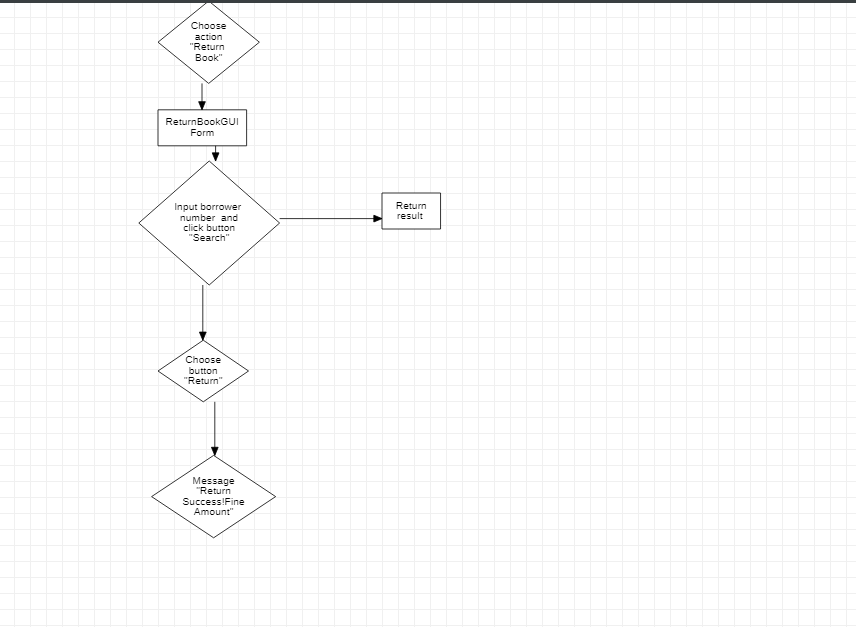 Choose
action
"Return
Book"
ReturnBookGUI
Form
Input borrower
number and
click button
"Search"
Return
result
Choose
button
"Return"
Message
"Return
Success!Fine
Amount"